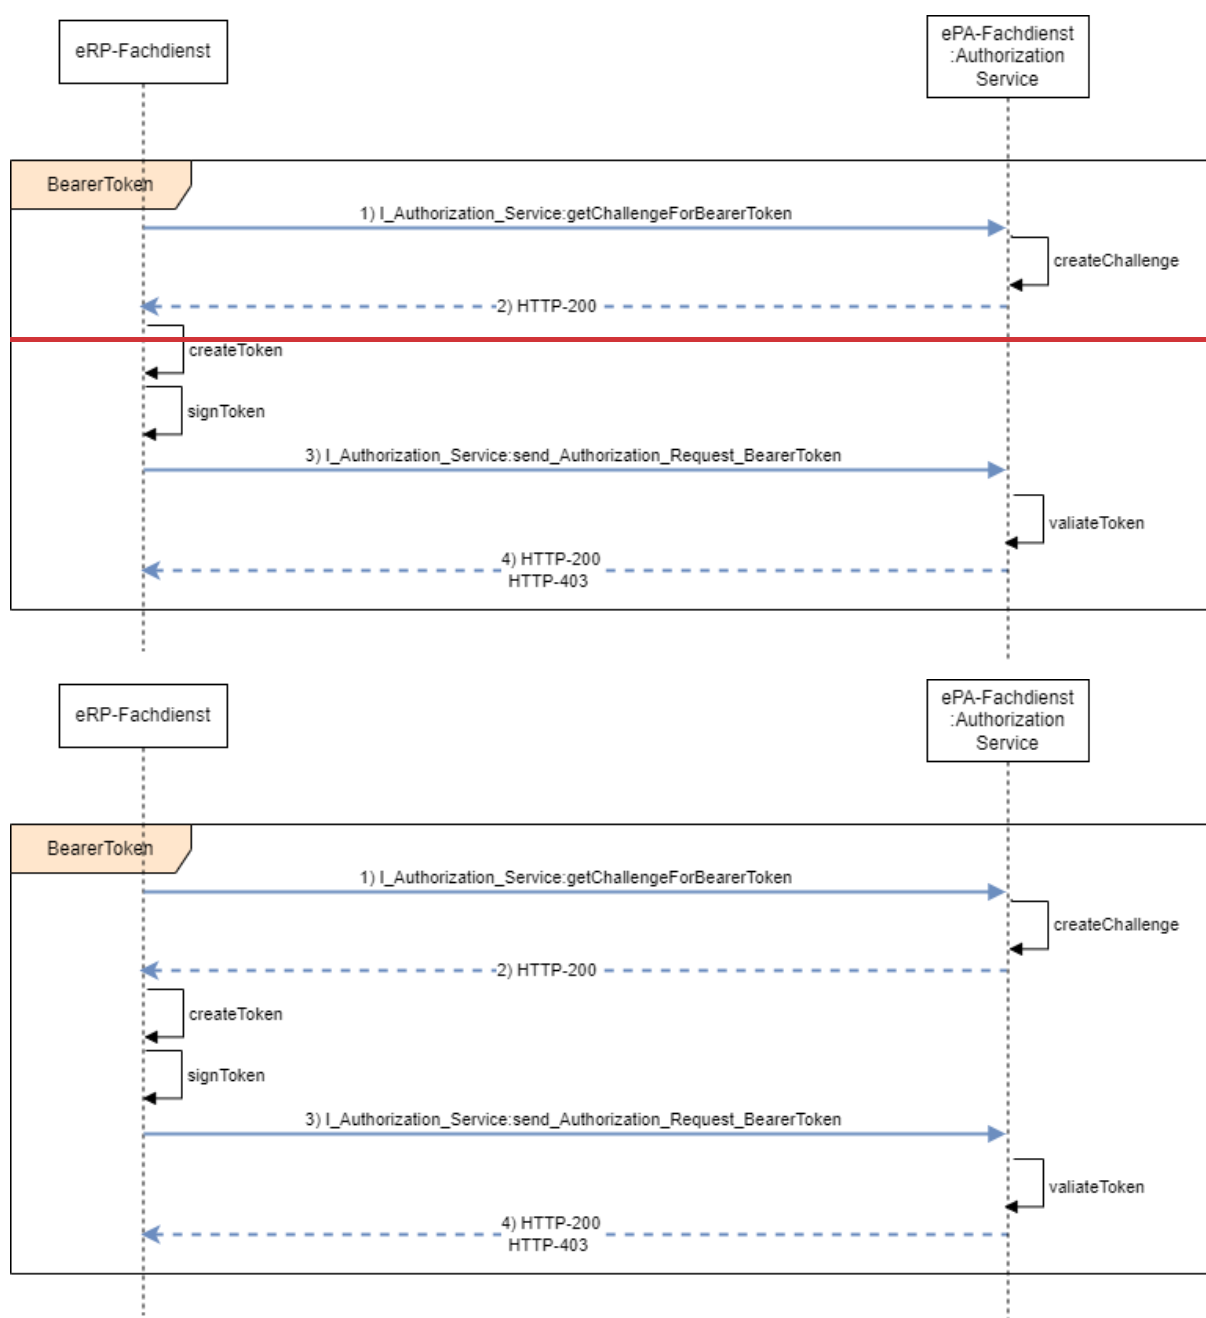 eRP-Fachdienst
ePA-Fachdienst
:Authorization
Service
BearerToken
1) I_Authorization_Service:getChallengeForBearerToken
createChallenge
2) HTTP-200
createToken
signToken
3) I_Authorization_Service:send_Authorization_Request_BearerToken
valiateToken
4) HTTP-200
HTTP-403
eRP-Fachdienst
ePA-Fachdienst
:Authorization
Service
BearerToken
1) I_Authorization_Service:getChallengeForBearerToken
createChallenge
2) HTTP-200
createToken
signToken
3) I_Authorization_Service:send_Authorization_Request_BearerToken
valiateToken
4) HTTP-200
HTTP-403